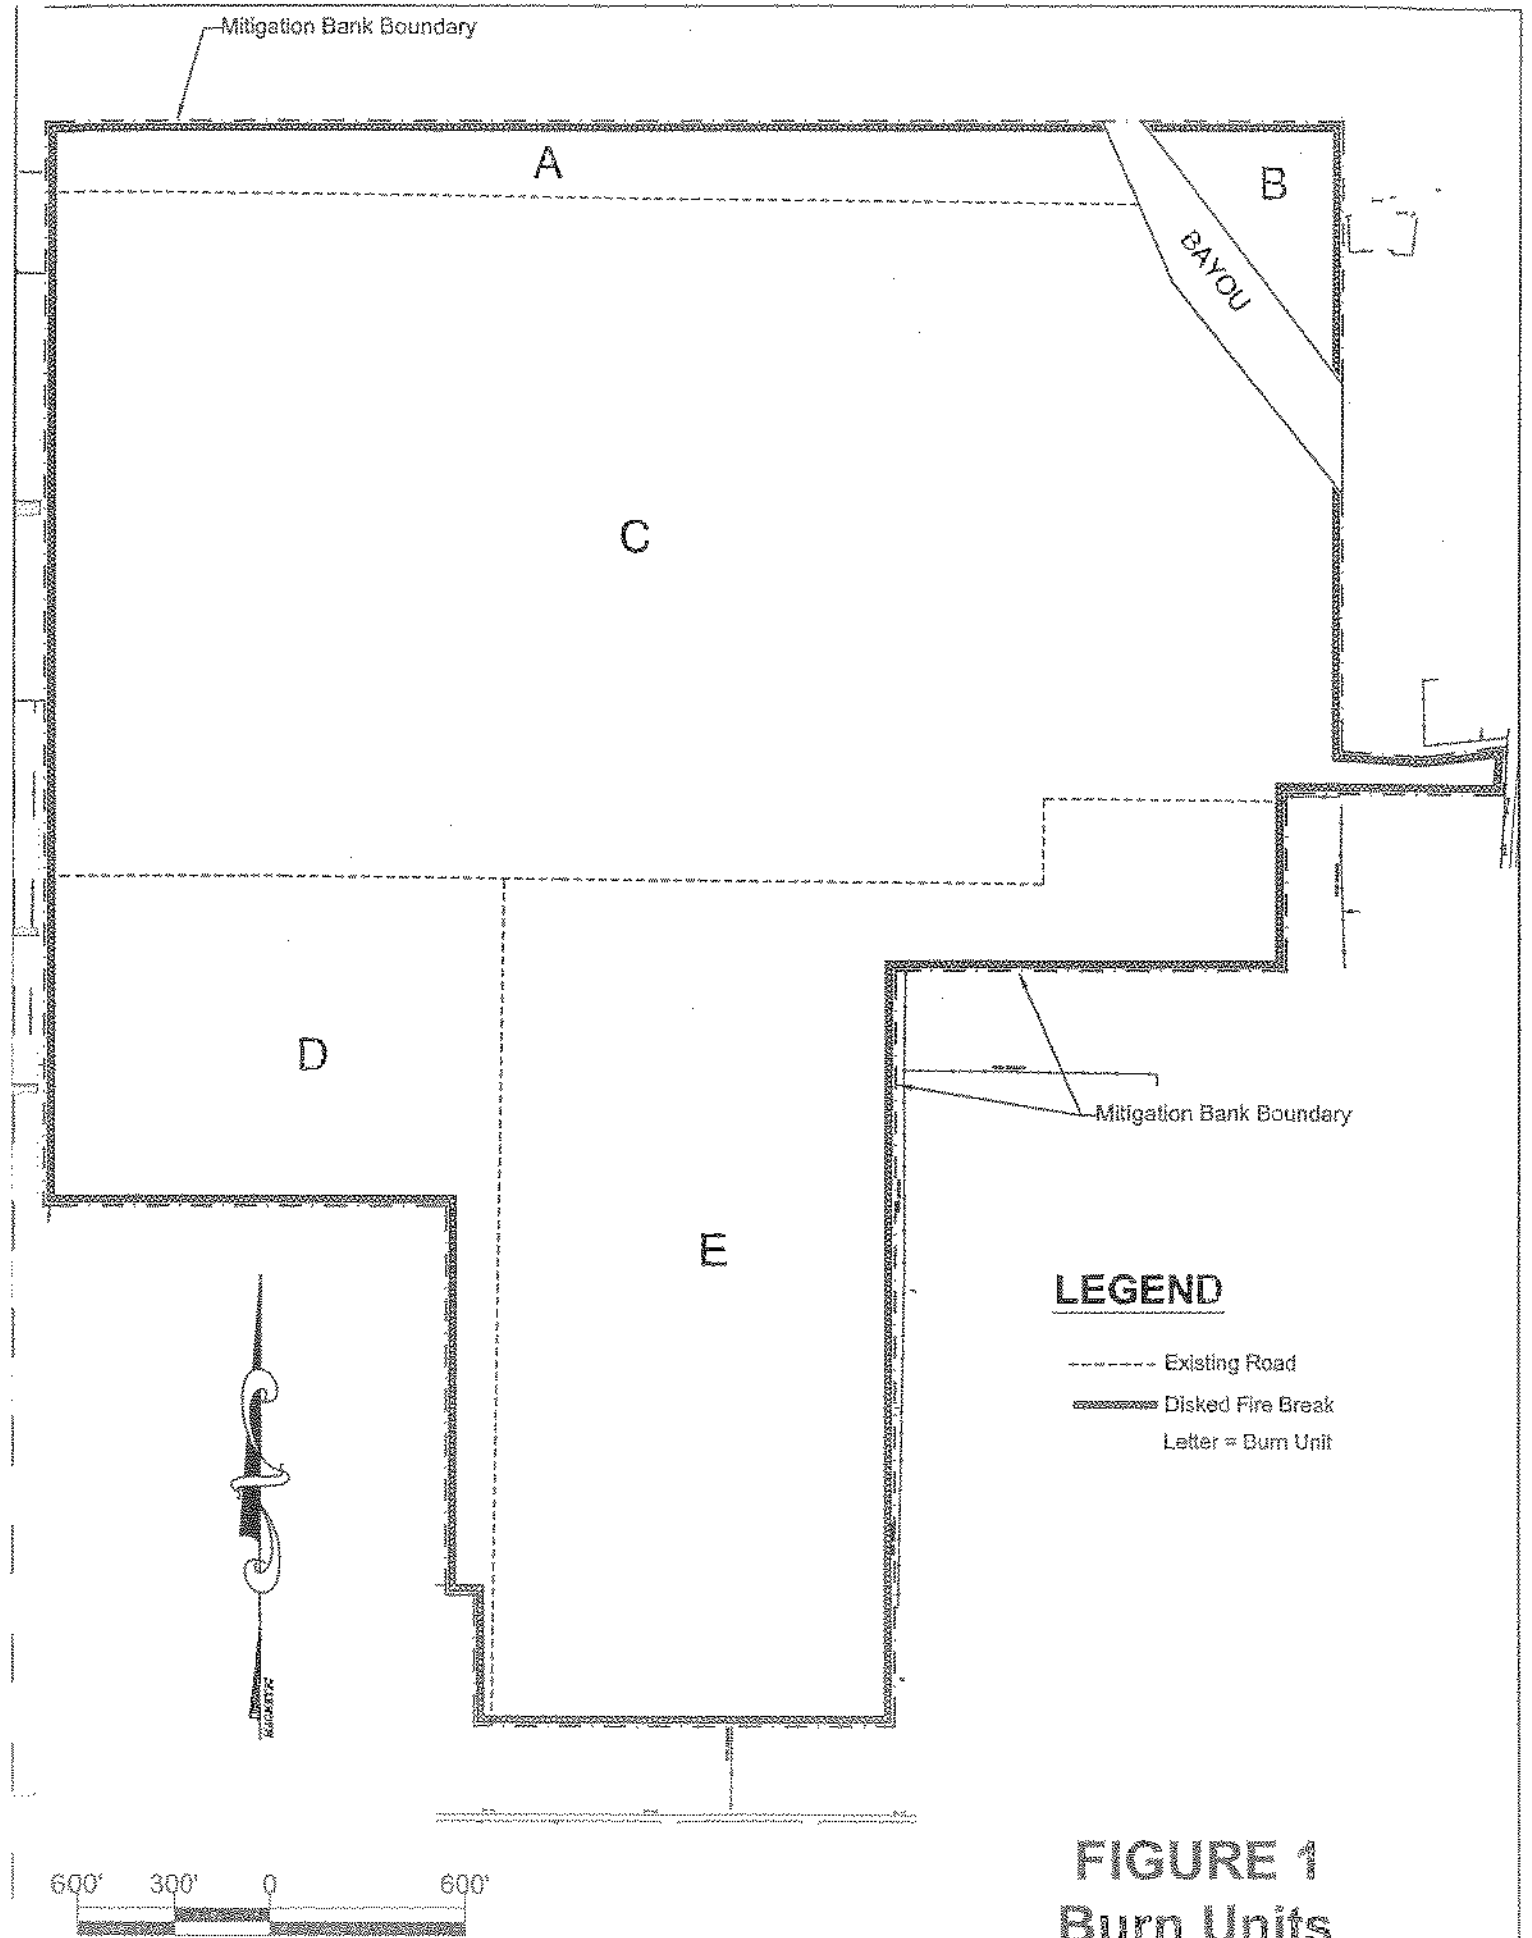 Mitigation Bank Boundary
A
B
BAYOU
C
D
Mitigation Bank Boundary
E
LEGEND
Existing Road
Disked Fire Break
Letter = Burn Unit
FIGURE 1
Burn Units
600' 300' 0 600'